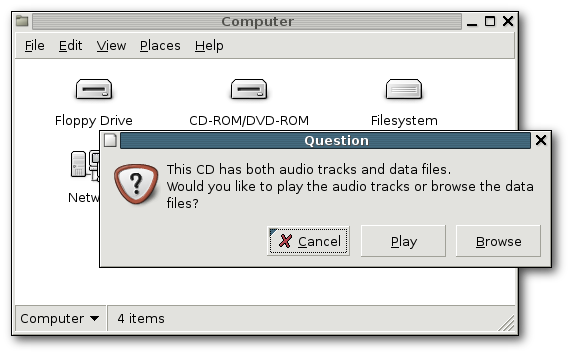 Computer
File Edit View Places Help
Floppy Drive CD-ROM/DVD-ROM Filesystem
Question
This CD has both audio tracks and data files.
Would you like to play the audio tracks or browse the data
files?
Cancel Play Browse
Computer 4 items